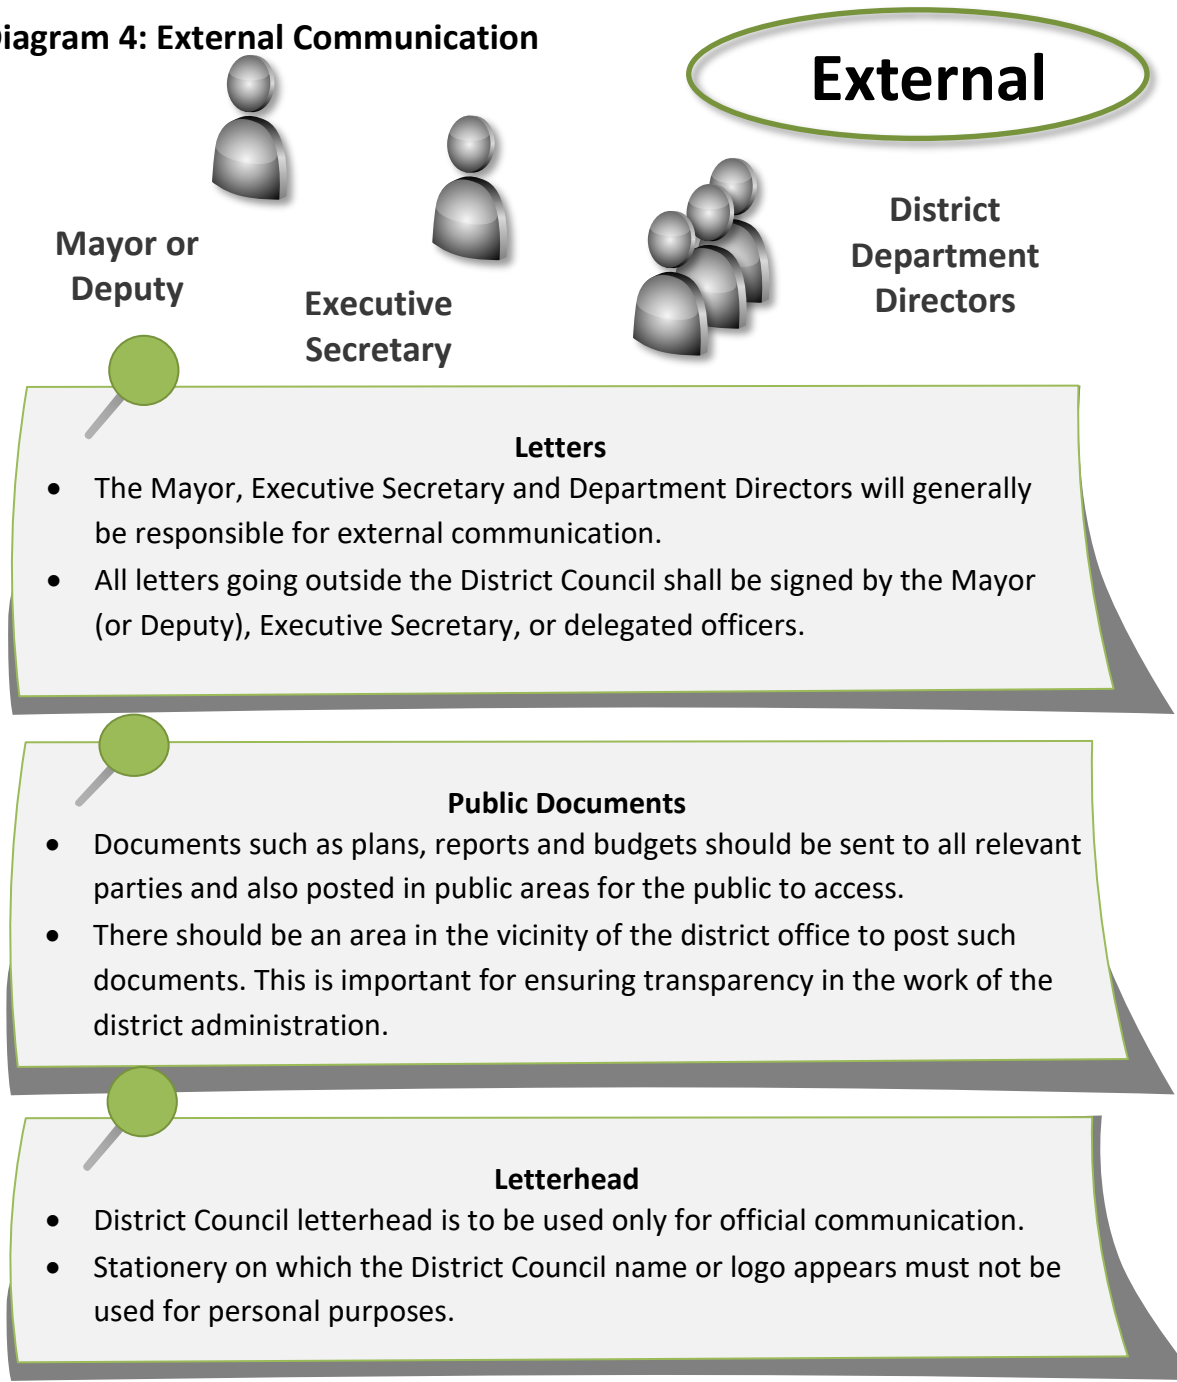 Diagram 4: External Communication
External
Mayor or
Deputy
Executive
Secretary
District
Department
Directors
Letters
• The Mayor, Executive Secretary and Department Directors will generally
be responsible for external communication.
• All letters going outside the District Council shall be signed by the Mayor
(or Deputy), Executive Secretary, or delegated officers.
Public Documents
• Documents such as plans, reports and budgets should be sent to all relevant
parties and also posted in public areas for the public to access.
• There should be an area in the vicinity of the district office to post such
documents. This is important for ensuring transparency in the work of the
district administration.
Letterhead
• District Council letterhead is to be used only for official communication.
• Stationery on which the District Council name or logo appears must not be
used for personal purposes.